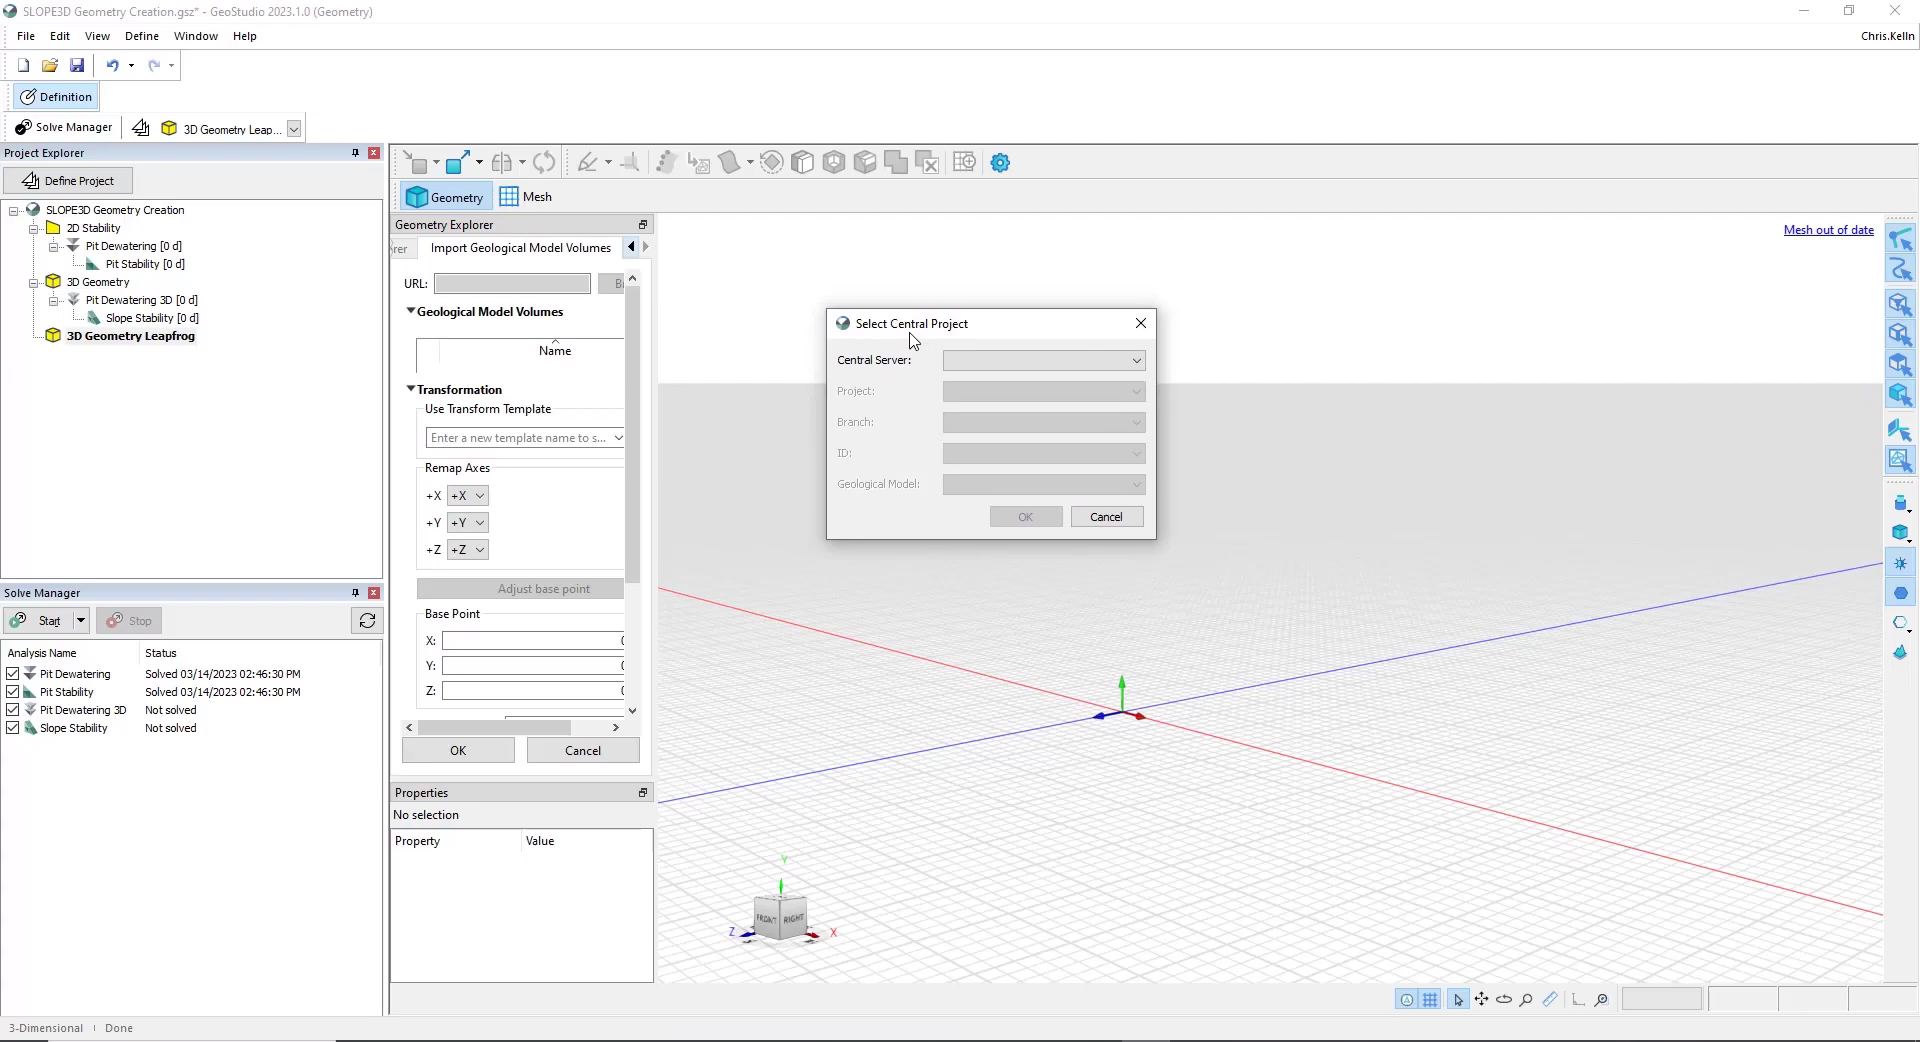 SLOPE3D Geometry Creation.gsz* - GeoStudio 2023.1.0 (Geometry)
File Edit View Define Window Help
Chris.Kelln
Definition
Solve Manager
3D Geometry Leap...
Project Explorer
Define Project
SLOPE3D Geometry Creation
2D Stability
Pit Dewatering [0 d]
Pit Stability [0 d]
3D Geometry
Pit Dewatering 3D [0 d]
Slope Stability [0 d]
3D Geometry Leapfrog
Solve Manager
Start
Stop
Analysis Name Status
Pit Dewatering Solved 03/14/2023 02:46:30 PM
Pit Stability Solved 03/14/2023 02:46:30 PM
Pit Dewatering 3D Not solved
Slope Stability Not solved
Geometry
Mesh
Geometry Explorer
rer
Import Geological Model Volumes
URL:
Geological Model Volumes
Name
Transformation
Use Transform Template
Enter a new template name to s...
Remap Axes
+X +X
+Y +Y
+Z +Z
Adjust base point
Base Point
X:
Y:
Z:
OK Cancel
Properties
No selection
Property Value
Mesh out of date
Select Central Project
Central Server:
Project:
Branch:
ID:
Geological Model:
OK Cancel
Y
FRONT RIGHT
Z
X
3-Dimensional Done